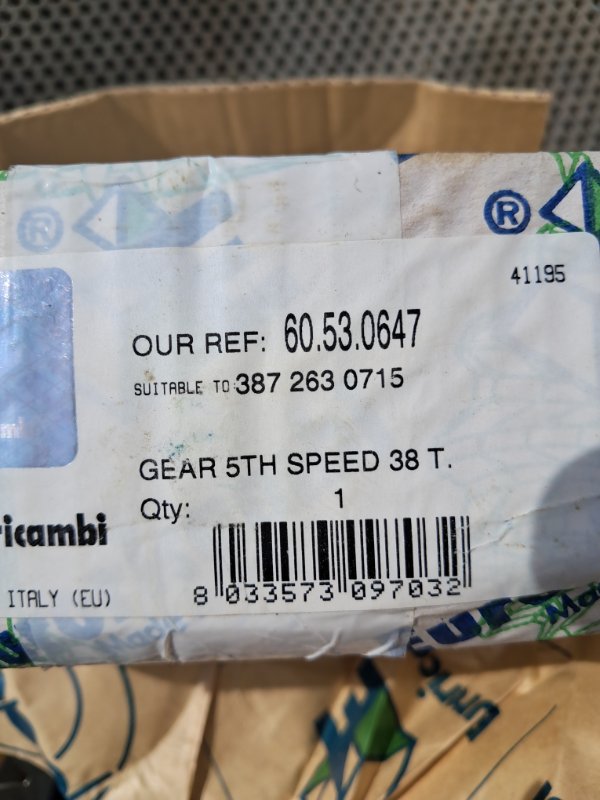 ®
®
41195
OUR REF: 60.53.0647
SUITABLE TO: 387 263 0715
GEAR 5TH SPEED 38 T.
Qty: 1
ricambi
ITALY (EU)
8 033573 097032